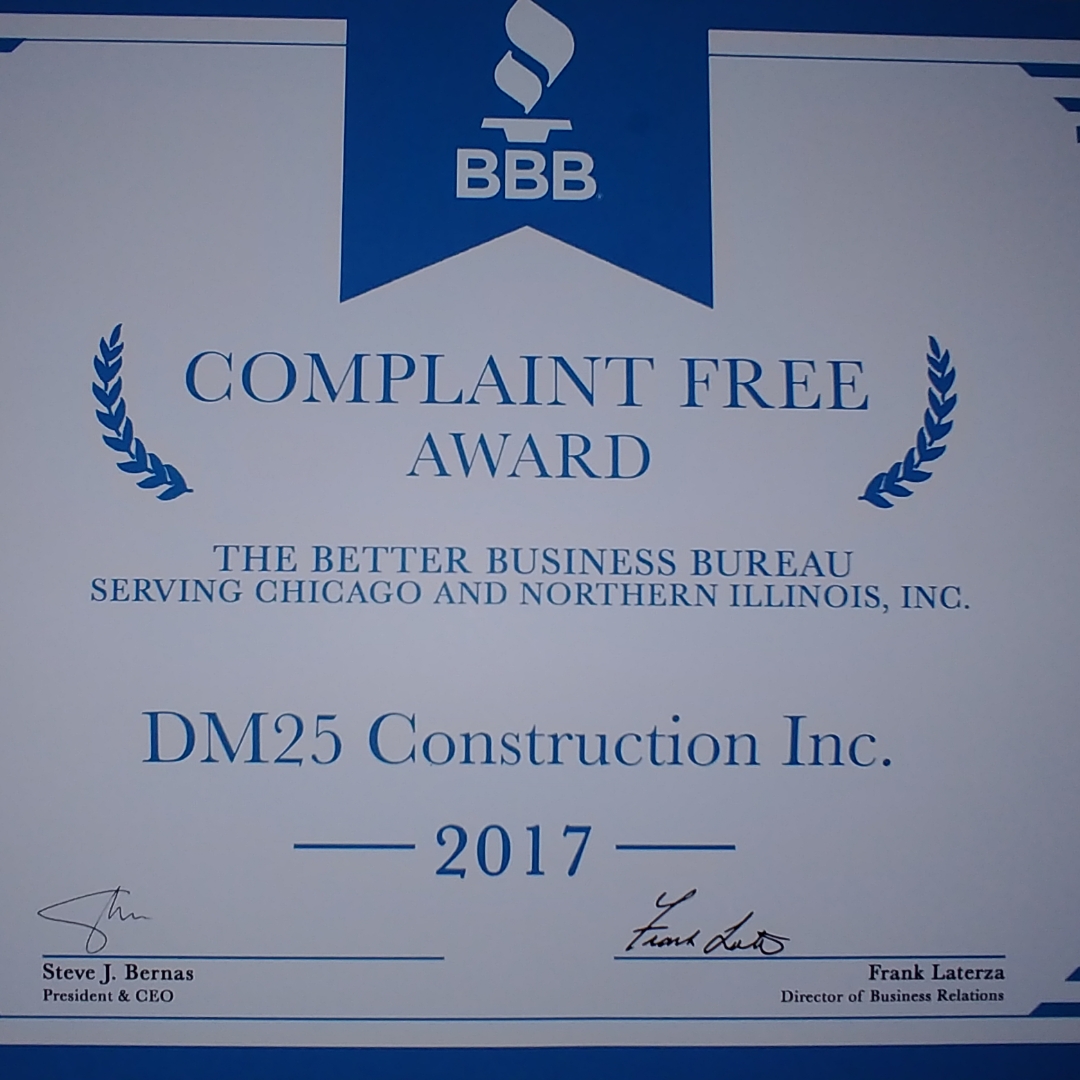 BBB
COMPLAINT FREE
AWARD
THE BETTER BUSINESS BUREAU
SERVING CHICAGO AND NORTHERN ILLINOIS, INC.
DM25 Construction Inc.
2017
Steve J. Bernas
President & CEO
Frank Laterza
Director of Business Relations